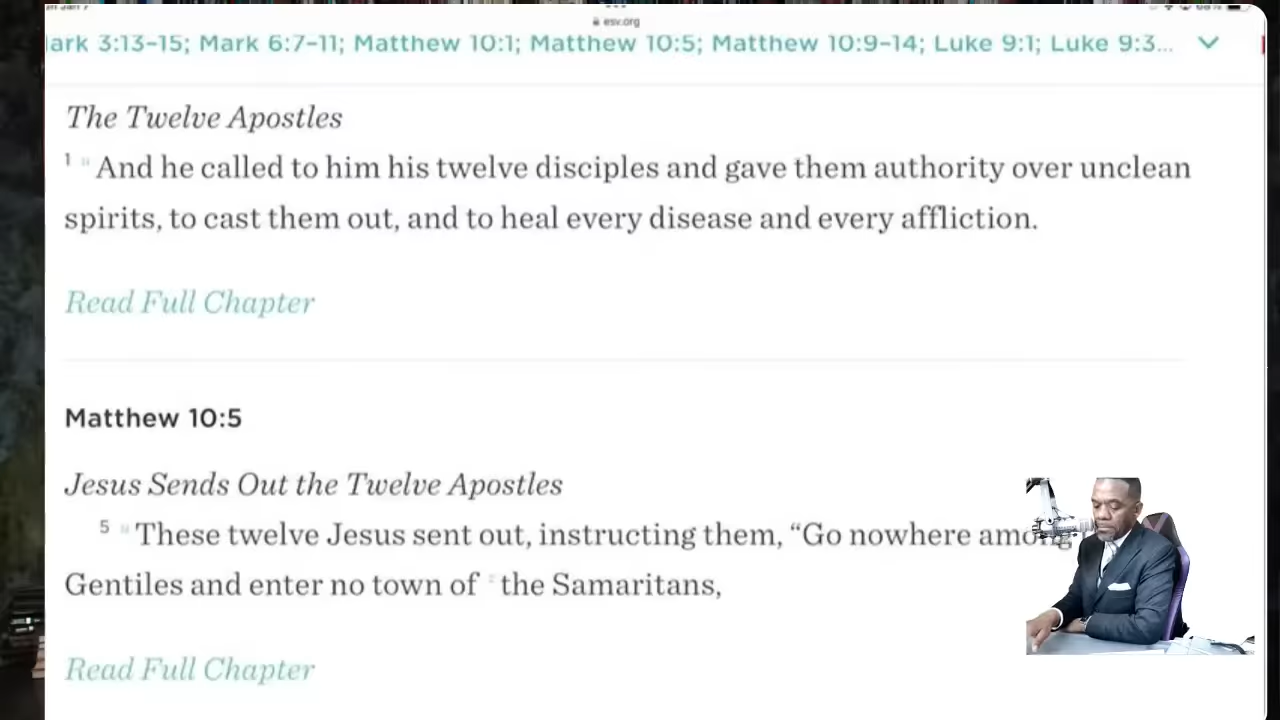 esv.org
ark 3:13–15; Mark 6:7–11; Matthew 10:1; Matthew 10:5; Matthew 10:9–14; Luke 9:1; Luke 9:3...
The Twelve Apostles
1 And he called to him his twelve disciples and gave them authority over unclean
spirits, to cast them out, and to heal every disease and every affliction.
Read Full Chapter
Matthew 10:5
Jesus Sends Out the Twelve Apostles
5 These twelve Jesus sent out, instructing them, “Go nowhere among
Gentiles and enter no town of the Samaritans,
Read Full Chapter